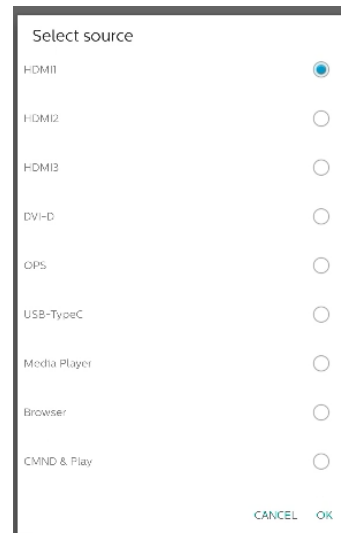 Select source
HDMI1
HDMI2
HDMI3
DVI-D
OPS
USB-TypeC
Media Player
Browser
CMND & Play
CANCEL OK